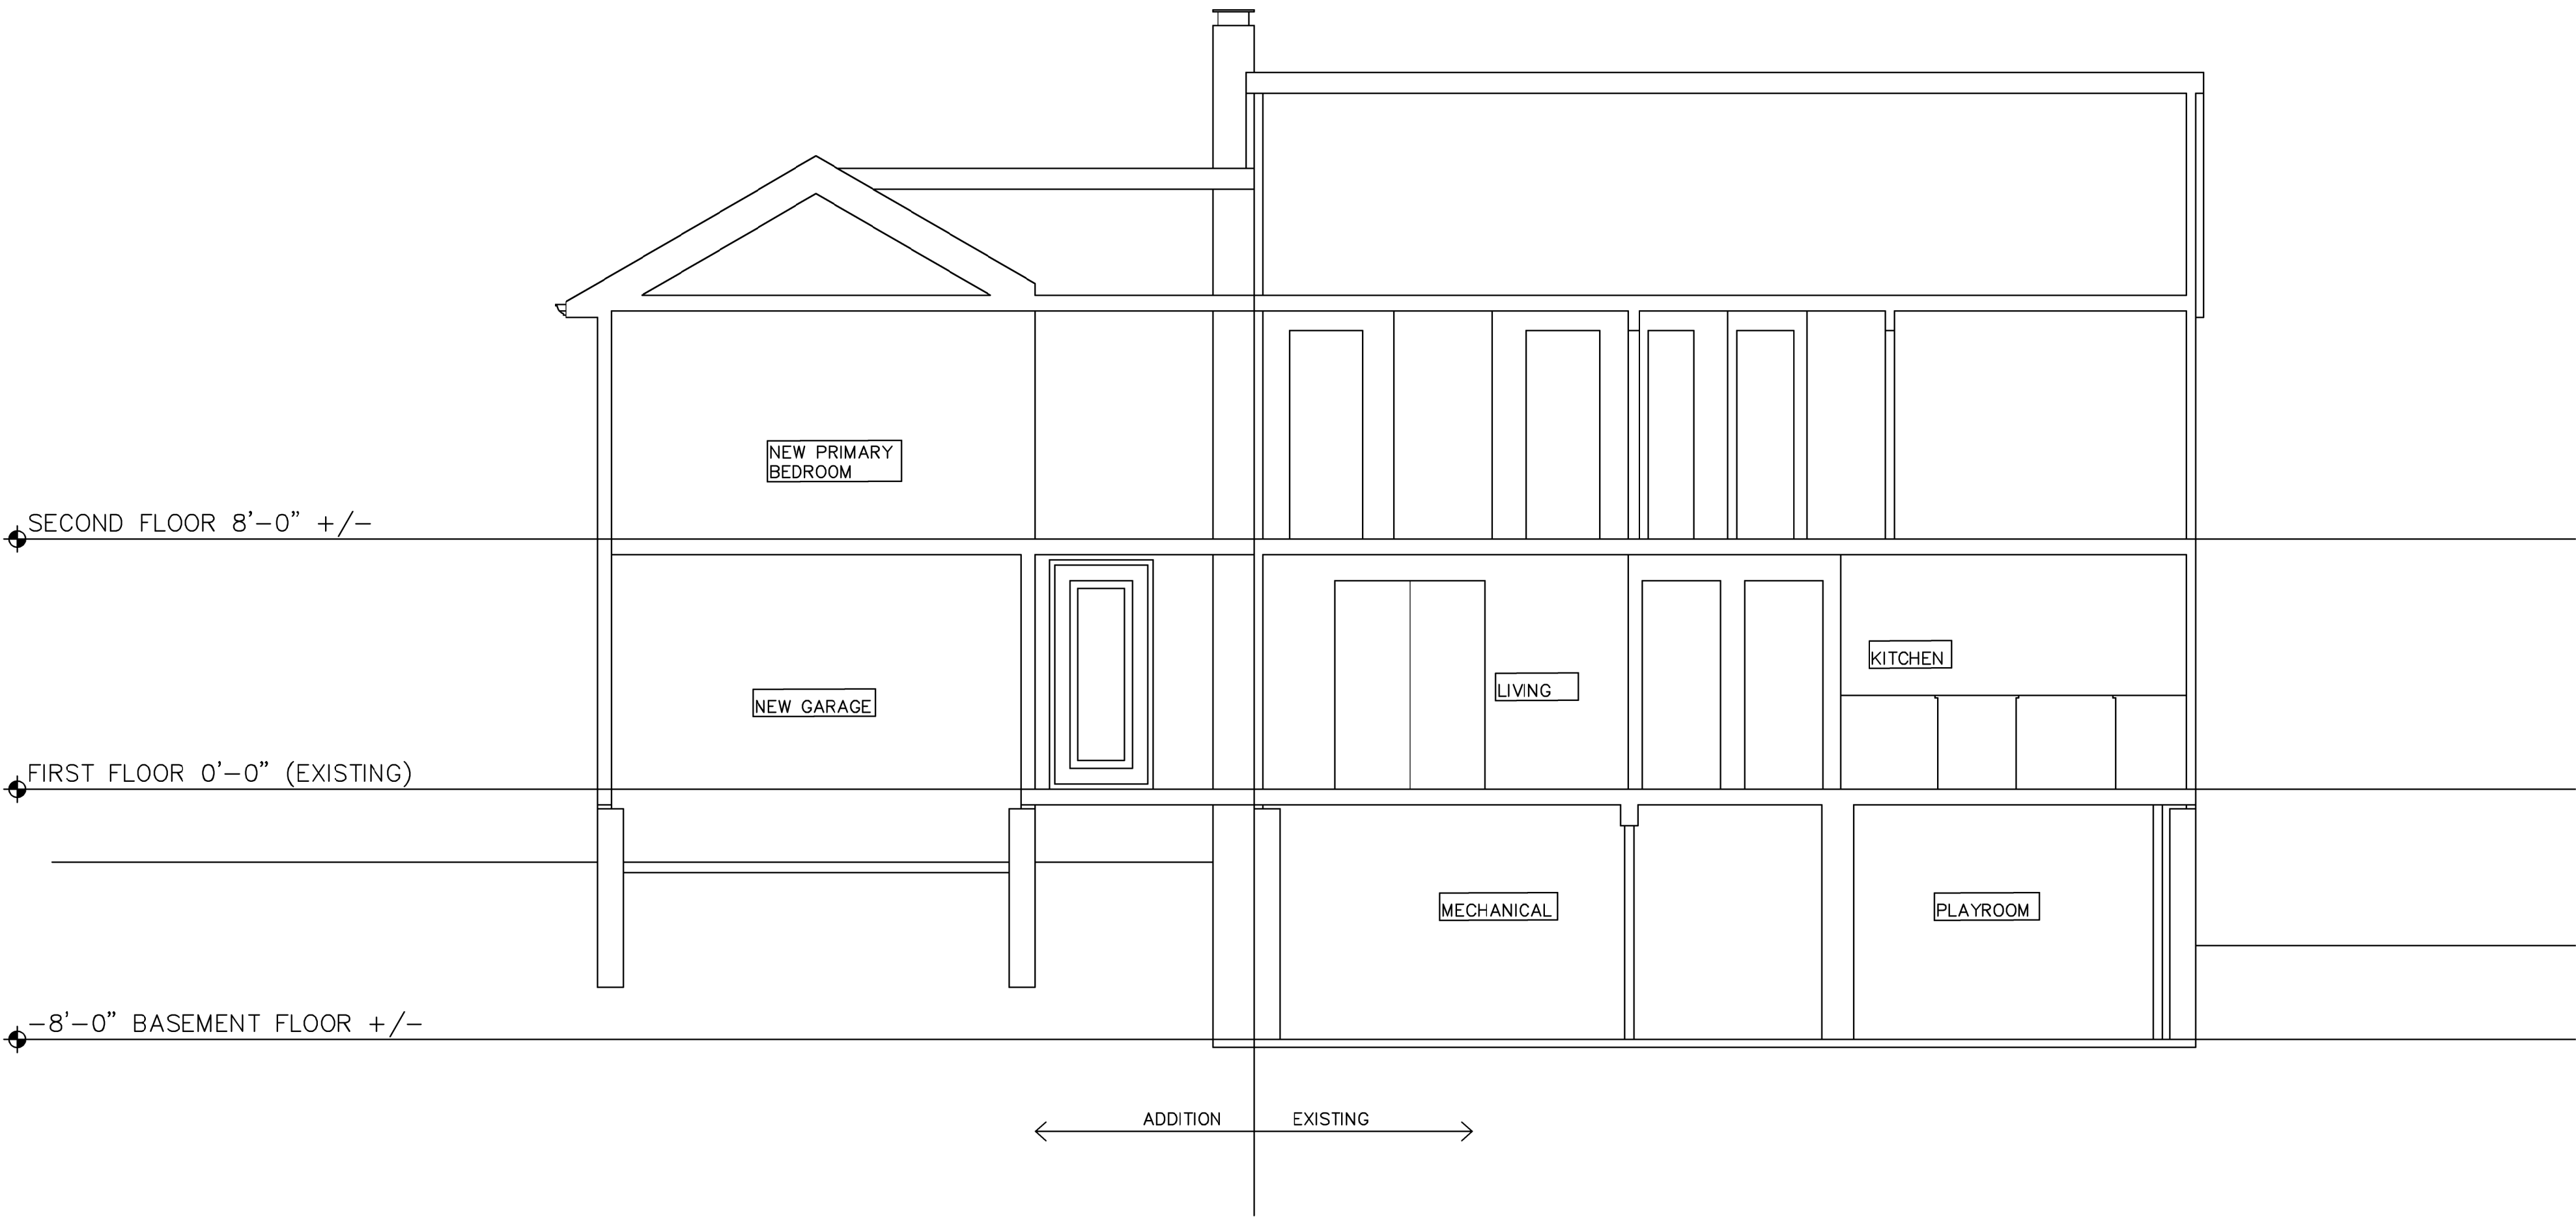 NEW PRIMARY
BEDROOM
SECOND FLOOR 8'-0" +/-
KITCHEN
LIVING
NEW GARAGE
FIRST FLOOR 0'-0" (EXISTING)
MECHANICAL
PLAYROOM
-8'-0" BASEMENT FLOOR +/-
ADDITION
EXISTING